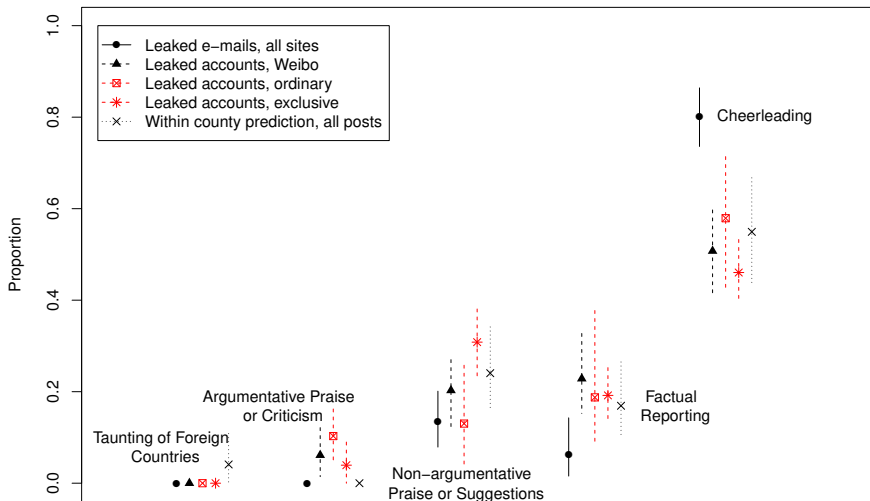 1.0
0.8
0.6
0.4
0.2
0.0
Proportion
Leaked e−mails, all sites
Leaked accounts, Weibo
Leaked accounts, ordinary
Leaked accounts, exclusive
Within county prediction, all posts
Cheerleading
Argumentative Praise
or Criticism
Taunting of Foreign
Countries
Factual
Reporting
Non−argumentative
Praise or Suggestions